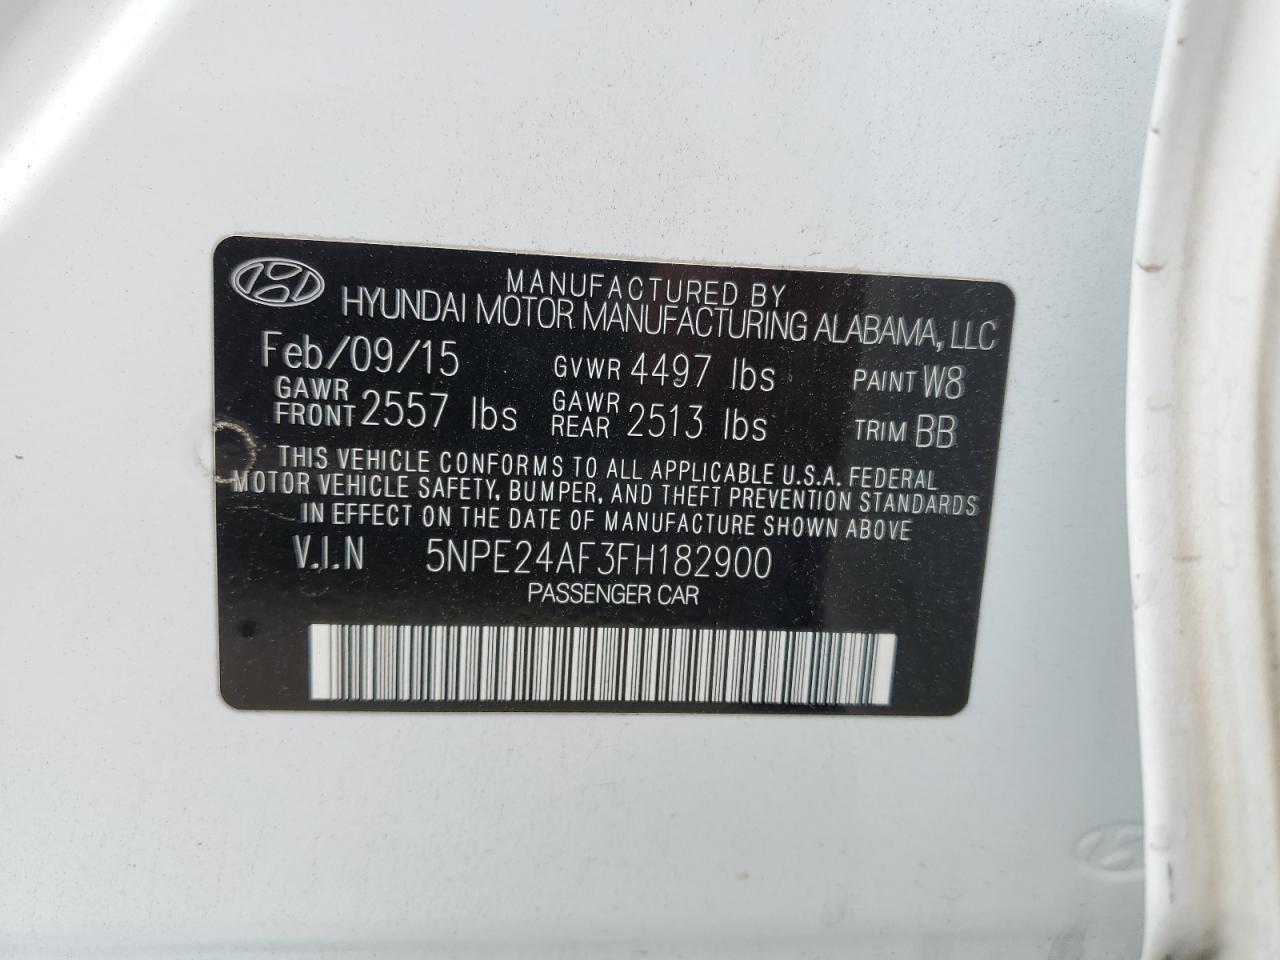 MANUFACTURED BY
HYUNDAI MOTOR MANUFACTURING ALABAMA, LLC
Feb/09/15 GVWR 4497 lbs PAINT W8
GAWR FRONT 2557 lbs GAWR REAR 2513 lbs TRIM BB
THIS VEHICLE CONFORMS TO ALL APPLICABLE U.S.A. FEDERAL
MOTOR VEHICLE SAFETY, BUMPER, AND THEFT PREVENTION STANDARDS
IN EFFECT ON THE DATE OF MANUFACTURE SHOWN ABOVE
V.I.N 5NPE24AF3FH182900
PASSENGER CAR